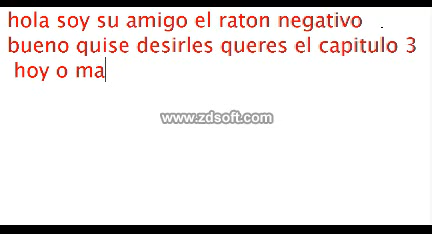 hola soy su amigo el raton negativo .
bueno quise desirles queres el capitulo 3
hoy o ma
www.zdsoft.com